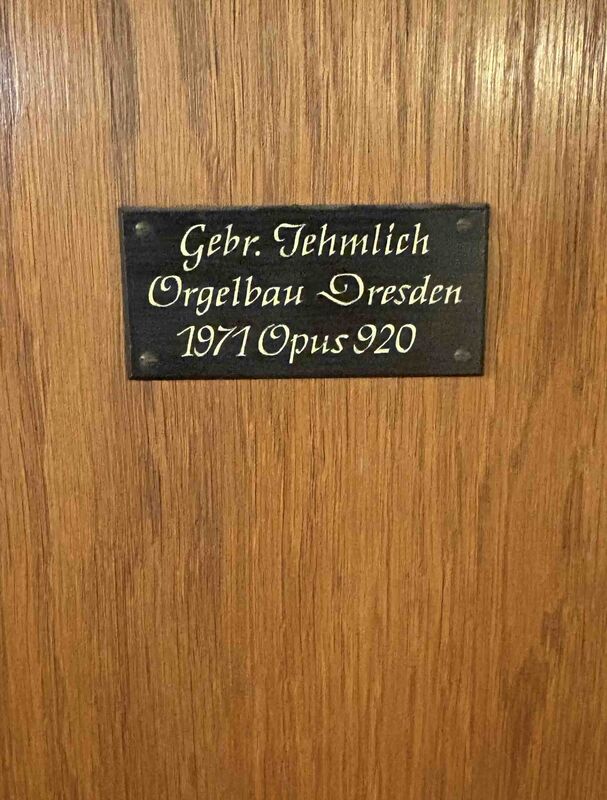 Gebr. Jehmlich
Orgelbau Dresden
1971 Opus 920